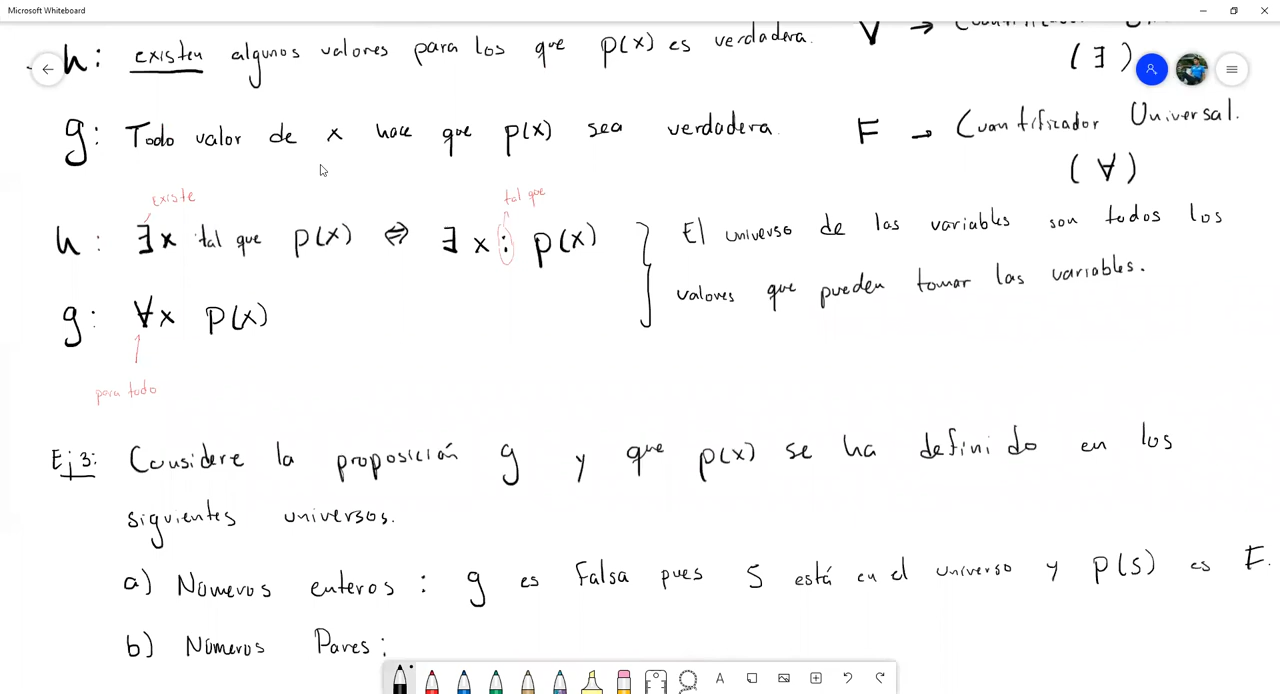 Microsoft Whiteboard
h: existen algunos valores para los que p(x) es verdadera. V →
(∃)
g: Todo valor de x hace que p(x) sea verdadera. F → Cuantificador Universal.
(∀)
existe
tal que
h: ∃x tal que p(x) ⇔ ∃ x : p(x) } El universo de las variables son todos los
valores que pueden tomar las variables.
g: ∀x p(x)
para todo
Ej 3: Considere la proposición g y que p(x) se ha definido en los
siguientes universos.
a) Números enteros : g es Falsa pues 5 está en el universo y p(5) es F.
b) Números Pares :
A